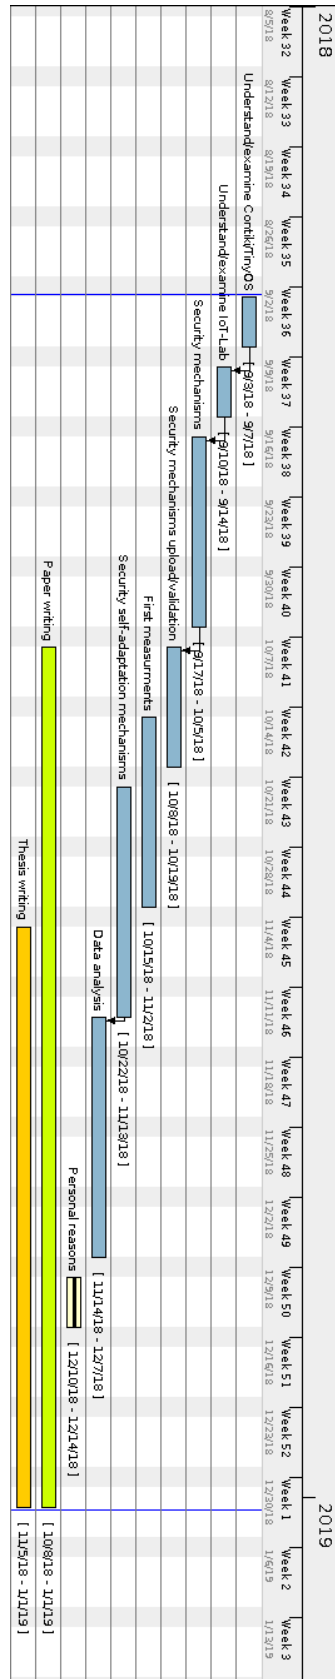 2018
2019
Week 32
Week 33
Week 34
Week 35
Week 36
Week 37
Week 38
Week 39
Week 40
Week 41
Week 42
Week 43
Week 44
Week 45
Week 46
Week 47
Week 48
Week 49
Week 50
Week 51
Week 52
Week 1
Week 2
Week 3
8/5/18
8/12/18
8/19/18
8/26/18
9/2/18
9/9/18
9/16/18
9/23/18
9/30/18
10/7/18
10/14/18
10/21/18
10/28/18
11/4/18
11/11/18
11/18/18
11/25/18
12/2/18
12/9/18
12/16/18
12/23/18
12/30/18
1/6/19
1/13/19
Understand/examine Contiki/TinyOS
[ 9/3/18 - 9/7/18 ]
Understand/examine IoT-Lab
[ 9/10/18 - 9/14/18 ]
Security mechanisms
[ 9/17/18 - 10/5/18 ]
Security mechanisms upload/validation
[ 10/8/18 - 10/19/18 ]
First measurments
[ 10/15/18 - 11/2/18 ]
Security self-adaptation mechanisms
[ 10/22/18 - 11/13/18 ]
Data analysis
[ 11/14/18 - 12/7/18 ]
Personal reasons
[ 12/10/18 - 12/14/18 ]
Paper writing
[ 10/8/18 - 1/1/19 ]
Thesis writing
[ 11/5/18 - 1/1/19 ]